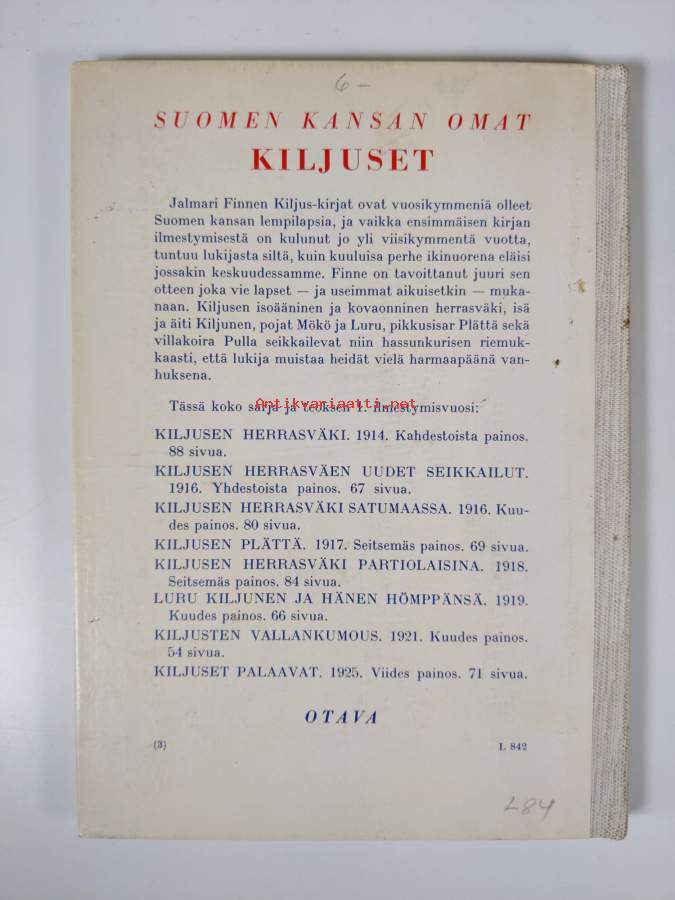 6 –
SUOMEN KANSAN OMAT
KILJUSET
Jalmari Finnen Kiljus-kirjat ovat vuosikymmeniä olleet
Suomen kansan lempilapsia, ja vaikka ensimmäisen kirjan
ilmestymisestä on kulunut jo yli viisikymmentä vuotta,
tuntuu lukijasta siltä, kuin kuuluisa perhe ikinuorena eläisi
jossakin keskuudessamme. Finne on tavoittanut juuri sen
otteen joka vie lapset — ja useimmat aikuisetkin — muka-
naan. Kiljusen isoääninen ja kovaonninen herrasväki, isä
ja äiti Kiljunen, pojat Mökö ja Luru, pikkusisar Plättä sekä
villakoira Pulla seikkailevat niin hassunkurisen riemuk-
kaasti, että lukija muistaa heidät vielä harmaapäänä van-
huksena.
Antikvariaatti.net
Tässä koko sarja ja teoksen 1. ilmestymisvuosi:
KILJUSEN HERRASVÄKI. 1914. Kahdestoista painos.
88 sivua.
KILJUSEN HERRASVÄEN UUDET SEIKKAILUT.
1916. Yhdestoista painos. 67 sivua.
KILJUSEN HERRASVÄKI SATUMAASSA. 1916. Kuu-
des painos. 80 sivua.
KILJUSEN PLÄTTÄ. 1917. Seitsemäs painos. 69 sivua.
KILJUSEN HERRASVÄKI PARTIOLAISINA. 1918.
Seitsemäs painos. 84 sivua.
LURU KILJUNEN JA HÄNEN HÖMPPÄNSÄ. 1919.
Kuudes painos. 66 sivua.
KILJUSTEN VALLANKUMOUS. 1921. Kuudes painos.
54 sivua.
KILJUSET PALAAVAT. 1925. Viides painos. 71 sivua.
OTAVA
(3) L 842
L84